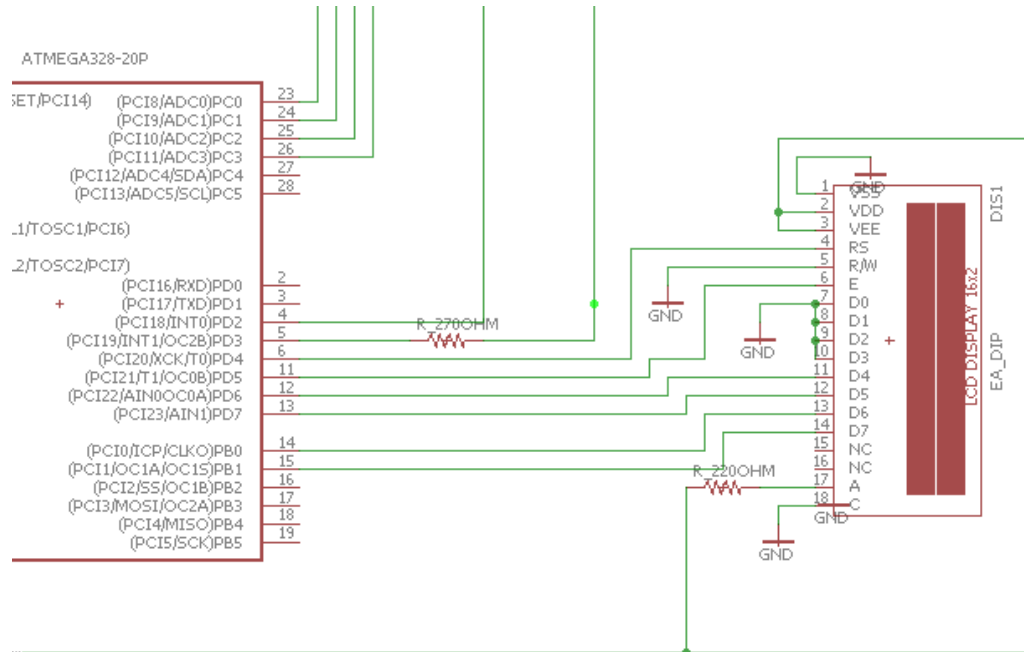 ATMEGA328-20P
SET/PCI14)
(PCI8/ADC0)PC0 23
(PCI9/ADC1)PC1 24
(PCI10/ADC2)PC2 25
(PCI11/ADC3)PC3 26
(PCI12/ADC4/SDA)PC4 27
(PCI13/ADC5/SCL)PC5 28
L1/TOSC1/PCI6)
L2/TOSC2/PCI7)
(PCI16/RXD)PD0 2
(PCI17/TXD)PD1 3
(PCI18/INT0)PD2 4
(PCI19/INT1/OC2B)PD3 5
(PCI20/XCK/T0)PD4 6
(PCI21/T1/OC0B)PD5 11
(PCI22/AIN0OC0A)PD6 12
(PCI23/AIN1)PD7 13
(PCI0/ICP/CLKO)PB0 14
(PCI1/OC1A/OC1S)PB1 15
(PCI2/SS/OC1B)PB2 16
(PCI3/MOSI/OC2A)PB3 17
(PCI4/MISO)PB4 18
(PCI5/SCK)PB5 19
R_270OHM
R_220OHM
GND
GND
GND
GND
GND
1 VSS
2 VDD
3 VEE
4 RS
5 R/W
6 E
7 D0
8 D1
9 D2
10 D3
11 D4
12 D5
13 D6
14 D7
15 NC
16 NC
17 A
18 C
LCD DISPLAY 16x2
DIS1
EA_DIP